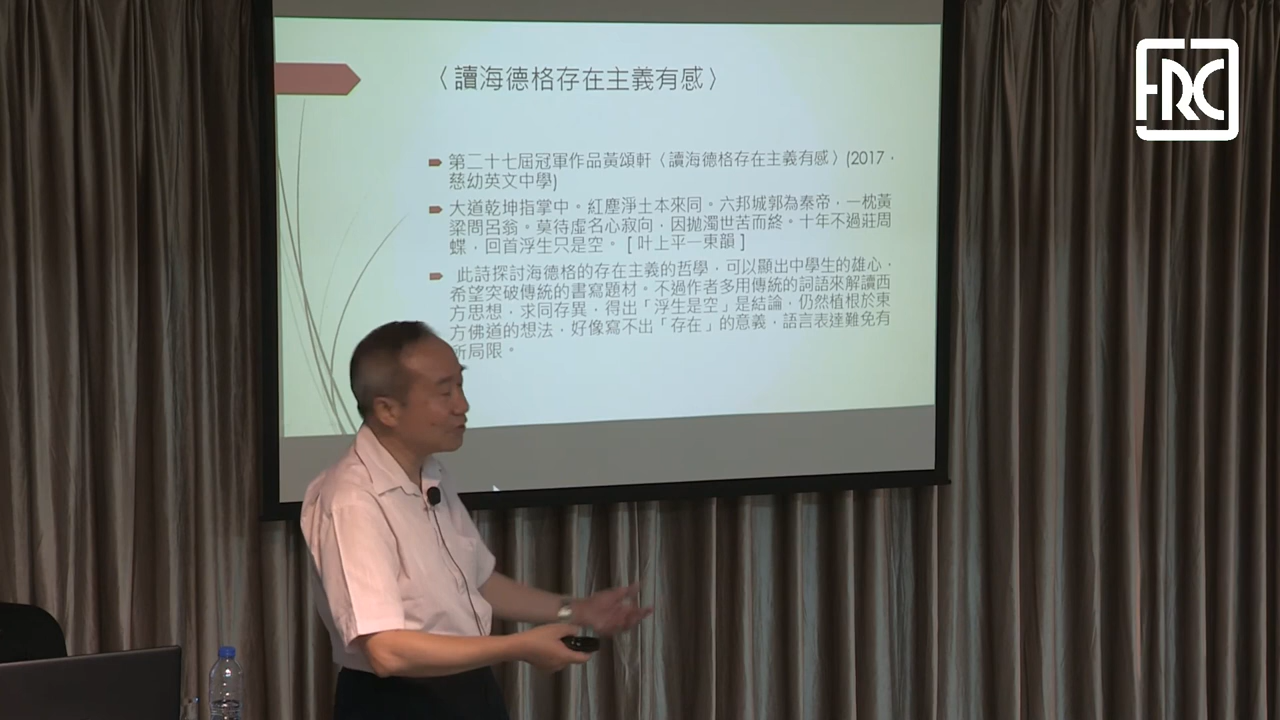 〈讀海德格存在主義有感〉
第二十七屆冠軍作品黃頌軒〈讀海德格存在主義有感〉(2017，
慈幼英文中學)
大道乾坤指掌中。紅塵淨土本來同。六邦城郭為秦帝，一枕黃
粱問呂翁。莫待虛名心寂向，因拋濁世苦而終。十年不過莊周
蝶，回首浮生只是空。[ 叶上平一東韻 ]
此詩探討海德格的存在主義的哲學，可以顯出中學生的雄心，
希望突破傳統的書寫題材。不過作者多用傳統的詞語來解讀西
方思想，求同存異，得出「浮生是空」是結論，仍然植根於東
方佛道的想法，好像寫不出「存在」的意義，語言表達難免有
所局限。
FRC